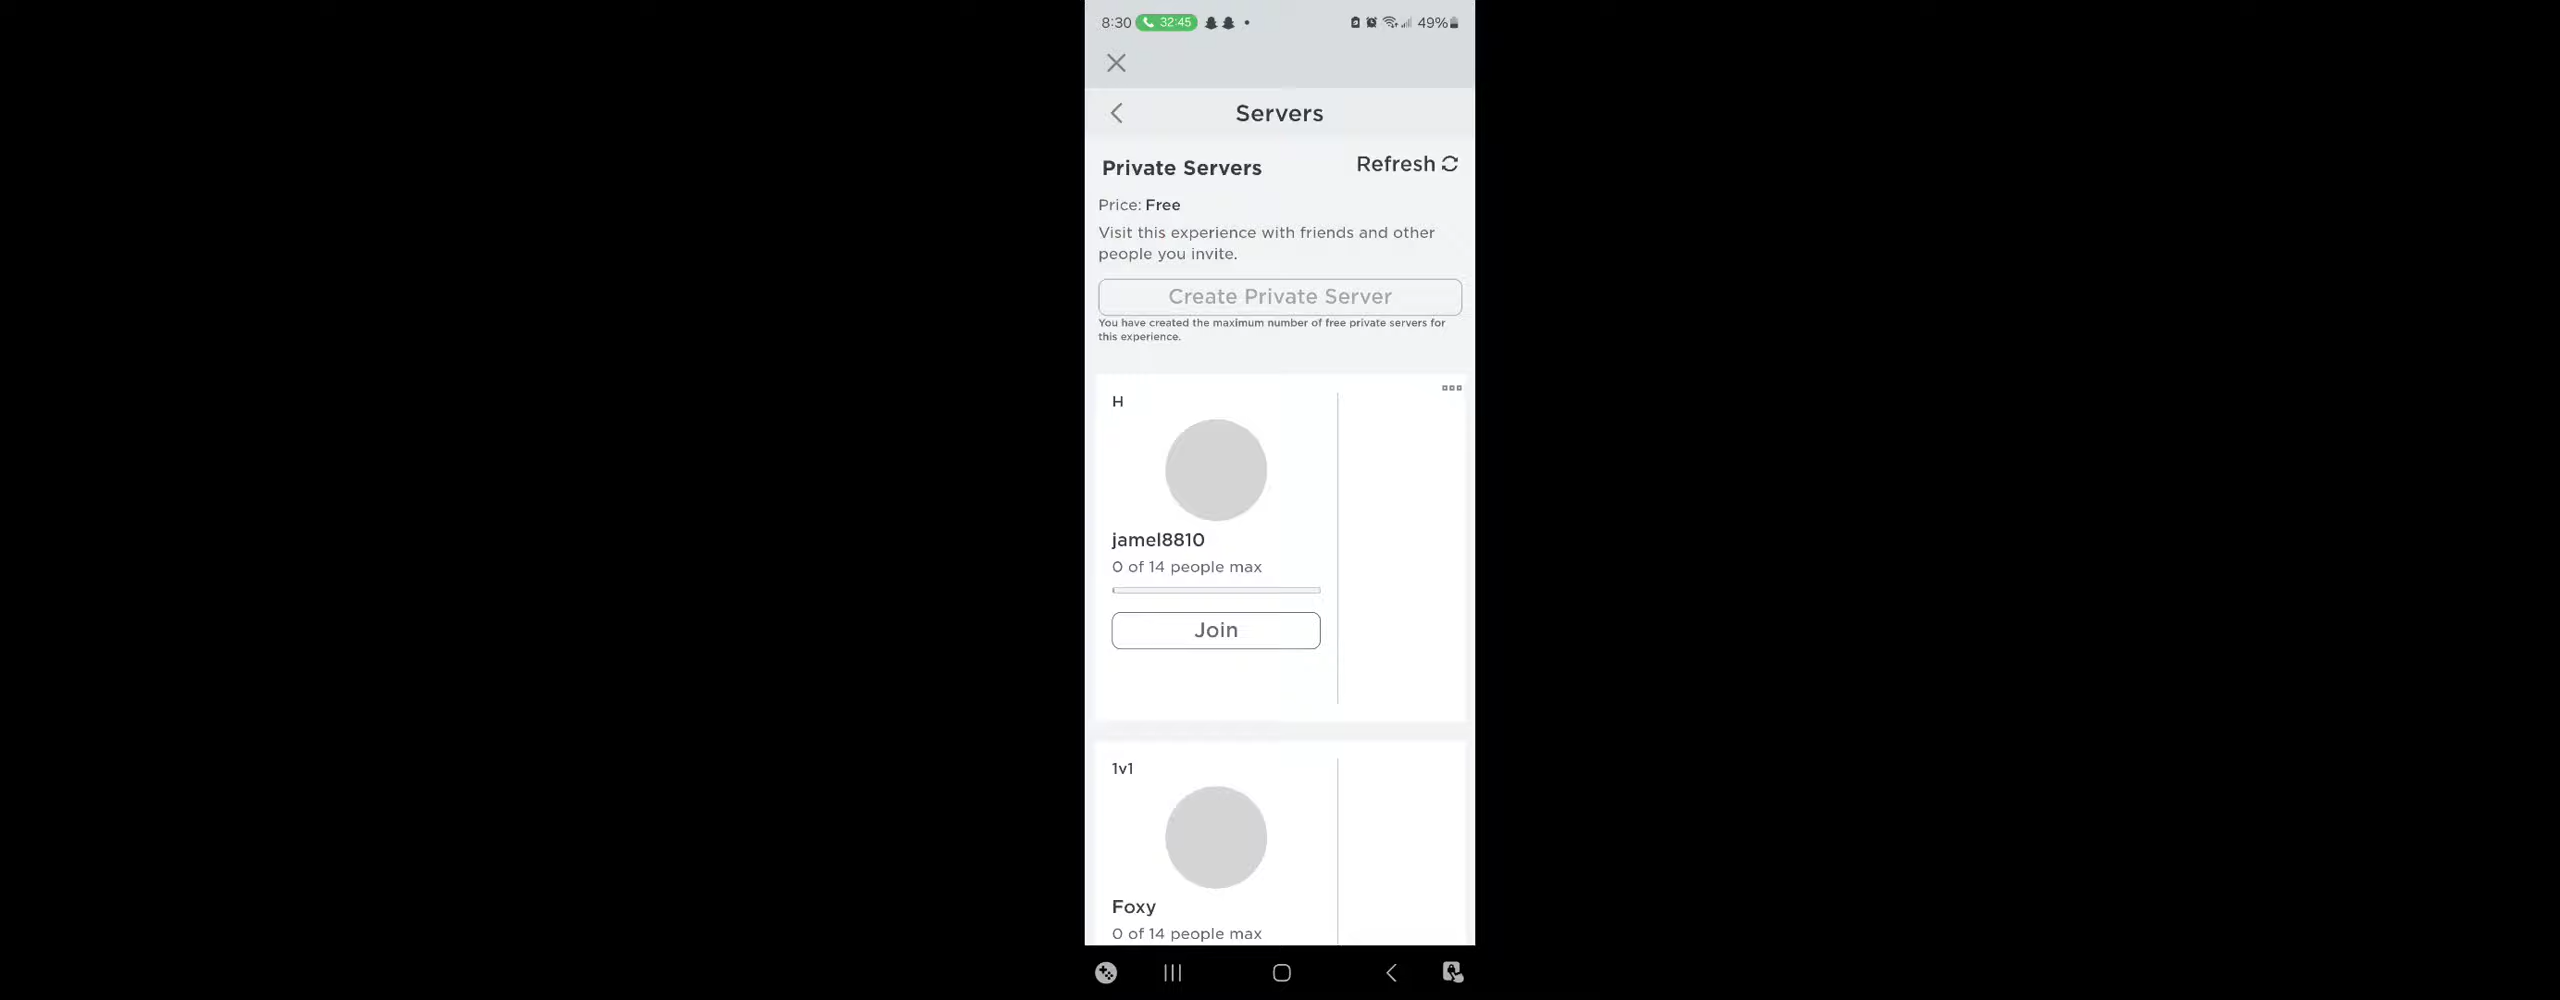 8:30 32:45 49%
Servers
Private Servers
Refresh
Price: Free
Visit this experience with friends and other
people you invite.
Create Private Server
You have created the maximum number of free private servers for
this experience.
H
jamel8810
0 of 14 people max
Join
1v1
Foxy
0 of 14 people max